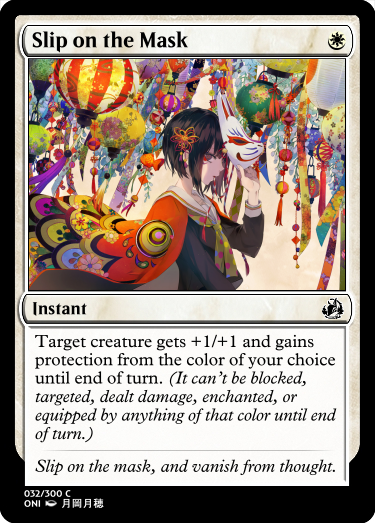 Slip on the Mask
Instant
Target creature gets +1/+1 and gains
protection from the color of your choice
until end of turn. (It can't be blocked,
targeted, dealt damage, enchanted, or
equipped by anything of that color until end
of turn.)
Slip on the mask, and vanish from thought.
032/300 C
ONI 月岡月穂